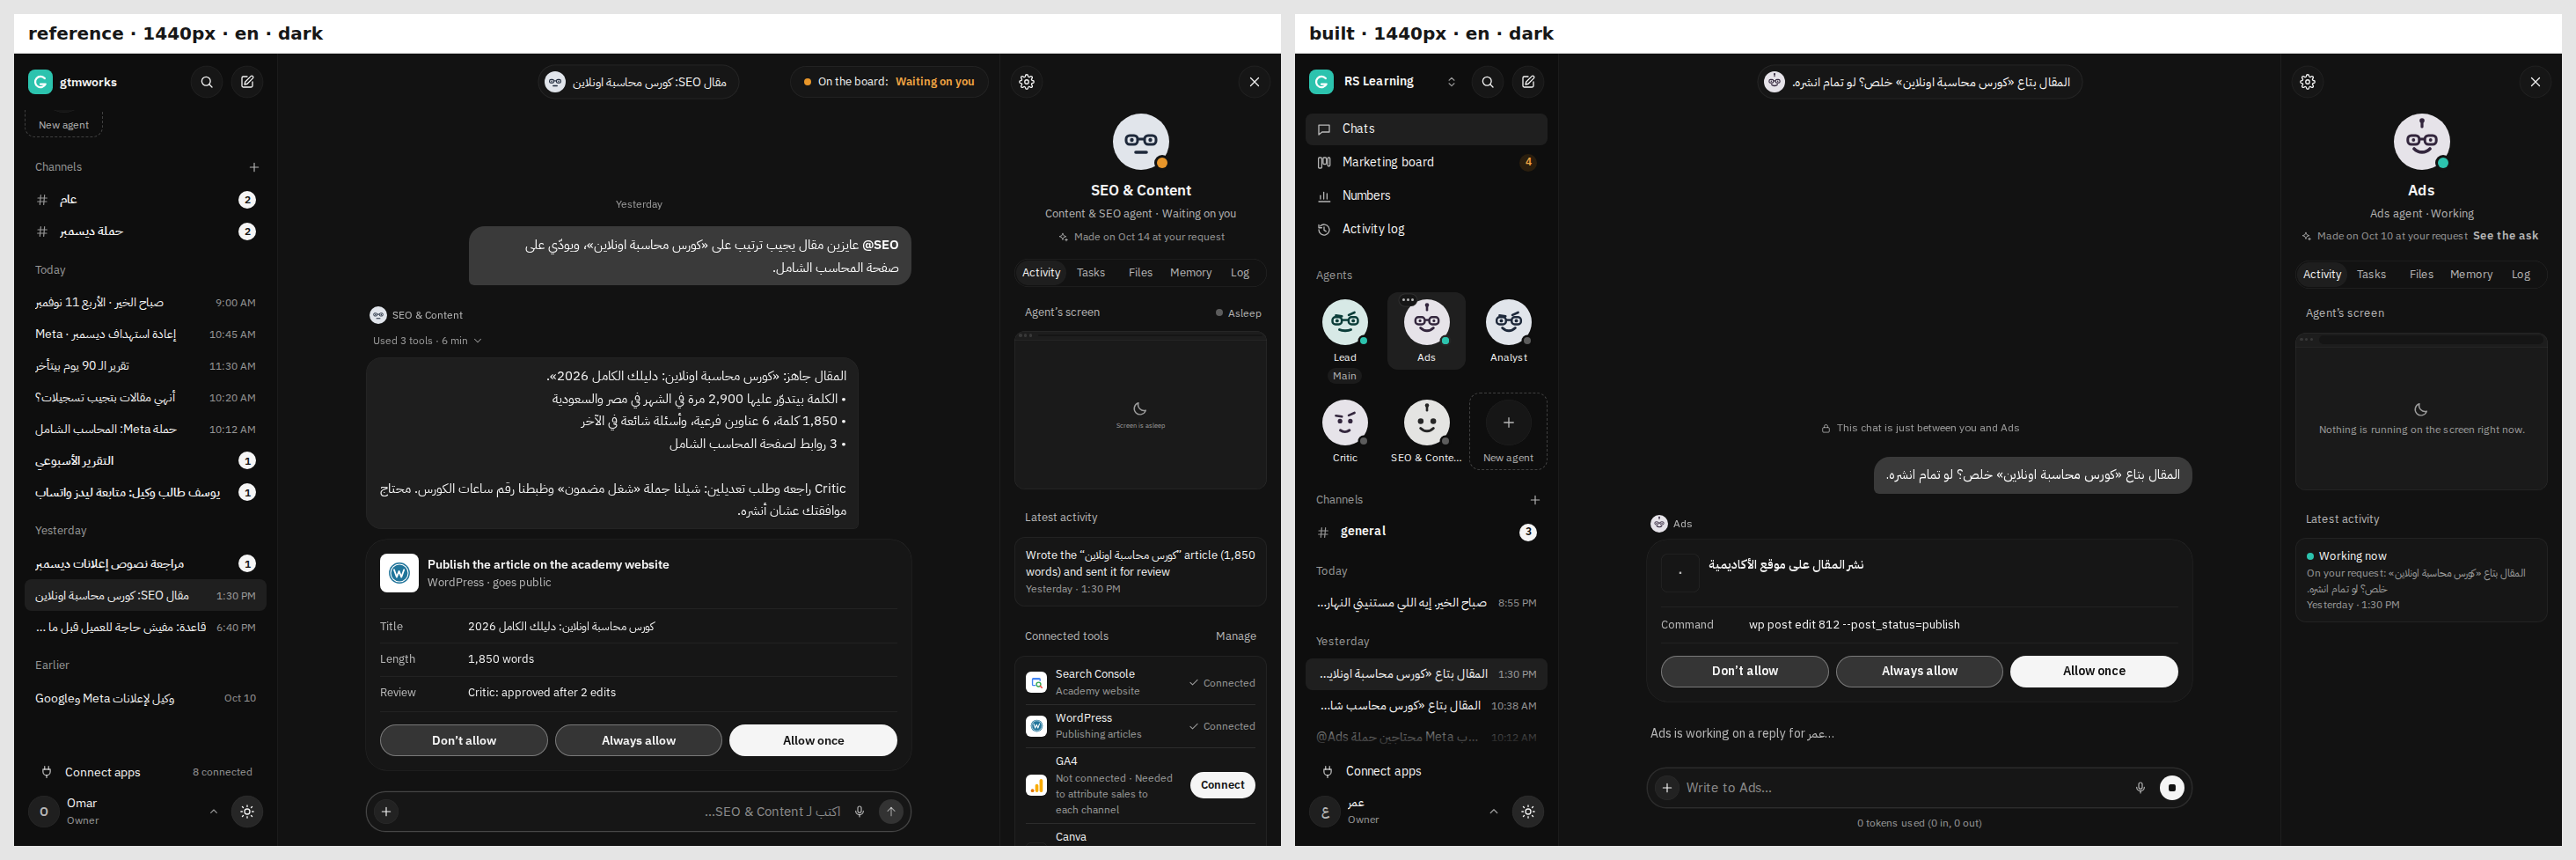 reference · 1440px · en · dark
gtmworks
New agent
Channels
عام
2
حملة ديسمبر
2
Today
صباح الخير · الأربع 11 نوفمبر
9:00 AM
إعادة استهداف ديسمبر · Meta
10:45 AM
تقرير الـ 90 يوم بيتأخر
11:30 AM
أنهي مقالات بتجيب تسجيلات؟
10:20 AM
حملة Meta: المحاسب الشامل
10:12 AM
التقرير الأسبوعي
1
يوسف طالب وكيل: متابعة ليدز واتساب
1
Yesterday
مراجعة نصوص إعلانات ديسمبر
1
مقال SEO: كورس محاسبة اونلاين
1:30 PM
قاعدة: مفيش حاجة للعميل قبل ما ...
6:40 PM
Earlier
وكيل لإعلانات Meta وGoogle
Oct 10
Connect apps
8 connected
O
Omar
Owner
مقال SEO: كورس محاسبة اونلاين
On the board: Waiting on you
Yesterday
@SEO عايزين مقال يجيب ترتيب على «كورس محاسبة اونلاين»، ويودّي على
صفحة المحاسب الشامل.
SEO & Content
Used 3 tools · 6 min
المقال جاهز: «كورس محاسبة اونلاين: دليلك الكامل 2026».
• الكلمة بيتدوّر عليها 2,900 مرة في الشهر في مصر والسعودية
• 1,850 كلمة، 6 عناوين فرعية، وأسئلة شائعة في الآخر
• 3 روابط لصفحة المحاسب الشامل
Critic راجعه وطلب تعديلين: شيلنا جملة «شغل مضمون» وظبطنا رقم ساعات الكورس. محتاج
موافقتك عشان أنشره.
Publish the article on the academy website
WordPress · goes public
Title
كورس محاسبة اونلاين: دليلك الكامل 2026
Length
1,850 words
Review
Critic: approved after 2 edits
Don't allow
Always allow
Allow once
اكتب لـ SEO & Content...
SEO & Content
Content & SEO agent · Waiting on you
Made on Oct 14 at your request
Activity
Tasks
Files
Memory
Log
Agent's screen
Asleep
Screen is asleep
Latest activity
Wrote the “كورس محاسبة اونلاين” article (1,850
words) and sent it for review
Yesterday · 1:30 PM
Connected tools
Manage
Search Console
Academy website
Connected
WordPress
Publishing articles
Connected
GA4
Not connected · Needed
to attribute sales to
each channel
Connect
Canva
built · 1440px · en · dark
RS Learning
Chats
Marketing board
4
Numbers
Activity log
Agents
Lead
Main
Ads
Analyst
Critic
SEO & Conte...
New agent
Channels
general
3
Today
صباح الخير. إيه اللي مستنيني النهار...
8:55 PM
Yesterday
المقال بتاع «كورس محاسبة اونلايـ...
1:30 PM
المقال بتاع «كورس محاسب شا...
10:38 AM
@Ads محتاجين حملة Meta بـ...
10:12 AM
Connect apps
ع
عمر
Owner
المقال بتاع «كورس محاسبة اونلاين» خلص؟ لو تمام انشره.
This chat is just between you and Ads
المقال بتاع «كورس محاسبة اونلاين» خلص؟ لو تمام انشره.
Ads
نشر المقال على موقع الأكاديمية
Command
wp post edit 812 --post_status=publish
Don't allow
Always allow
Allow once
Ads is working on a reply for عمر...
Write to Ads...
0 tokens used (0 in, 0 out)
Ads
Ads agent · Working
Made on Oct 10 at your request See the ask
Activity
Tasks
Files
Memory
Log
Agent's screen
Nothing is running on the screen right now.
Latest activity
Working now
On your request: المقال بتاع «كورس محاسبة اونلاين»
خلص؟ لو تمام انشره.
Yesterday · 1:30 PM